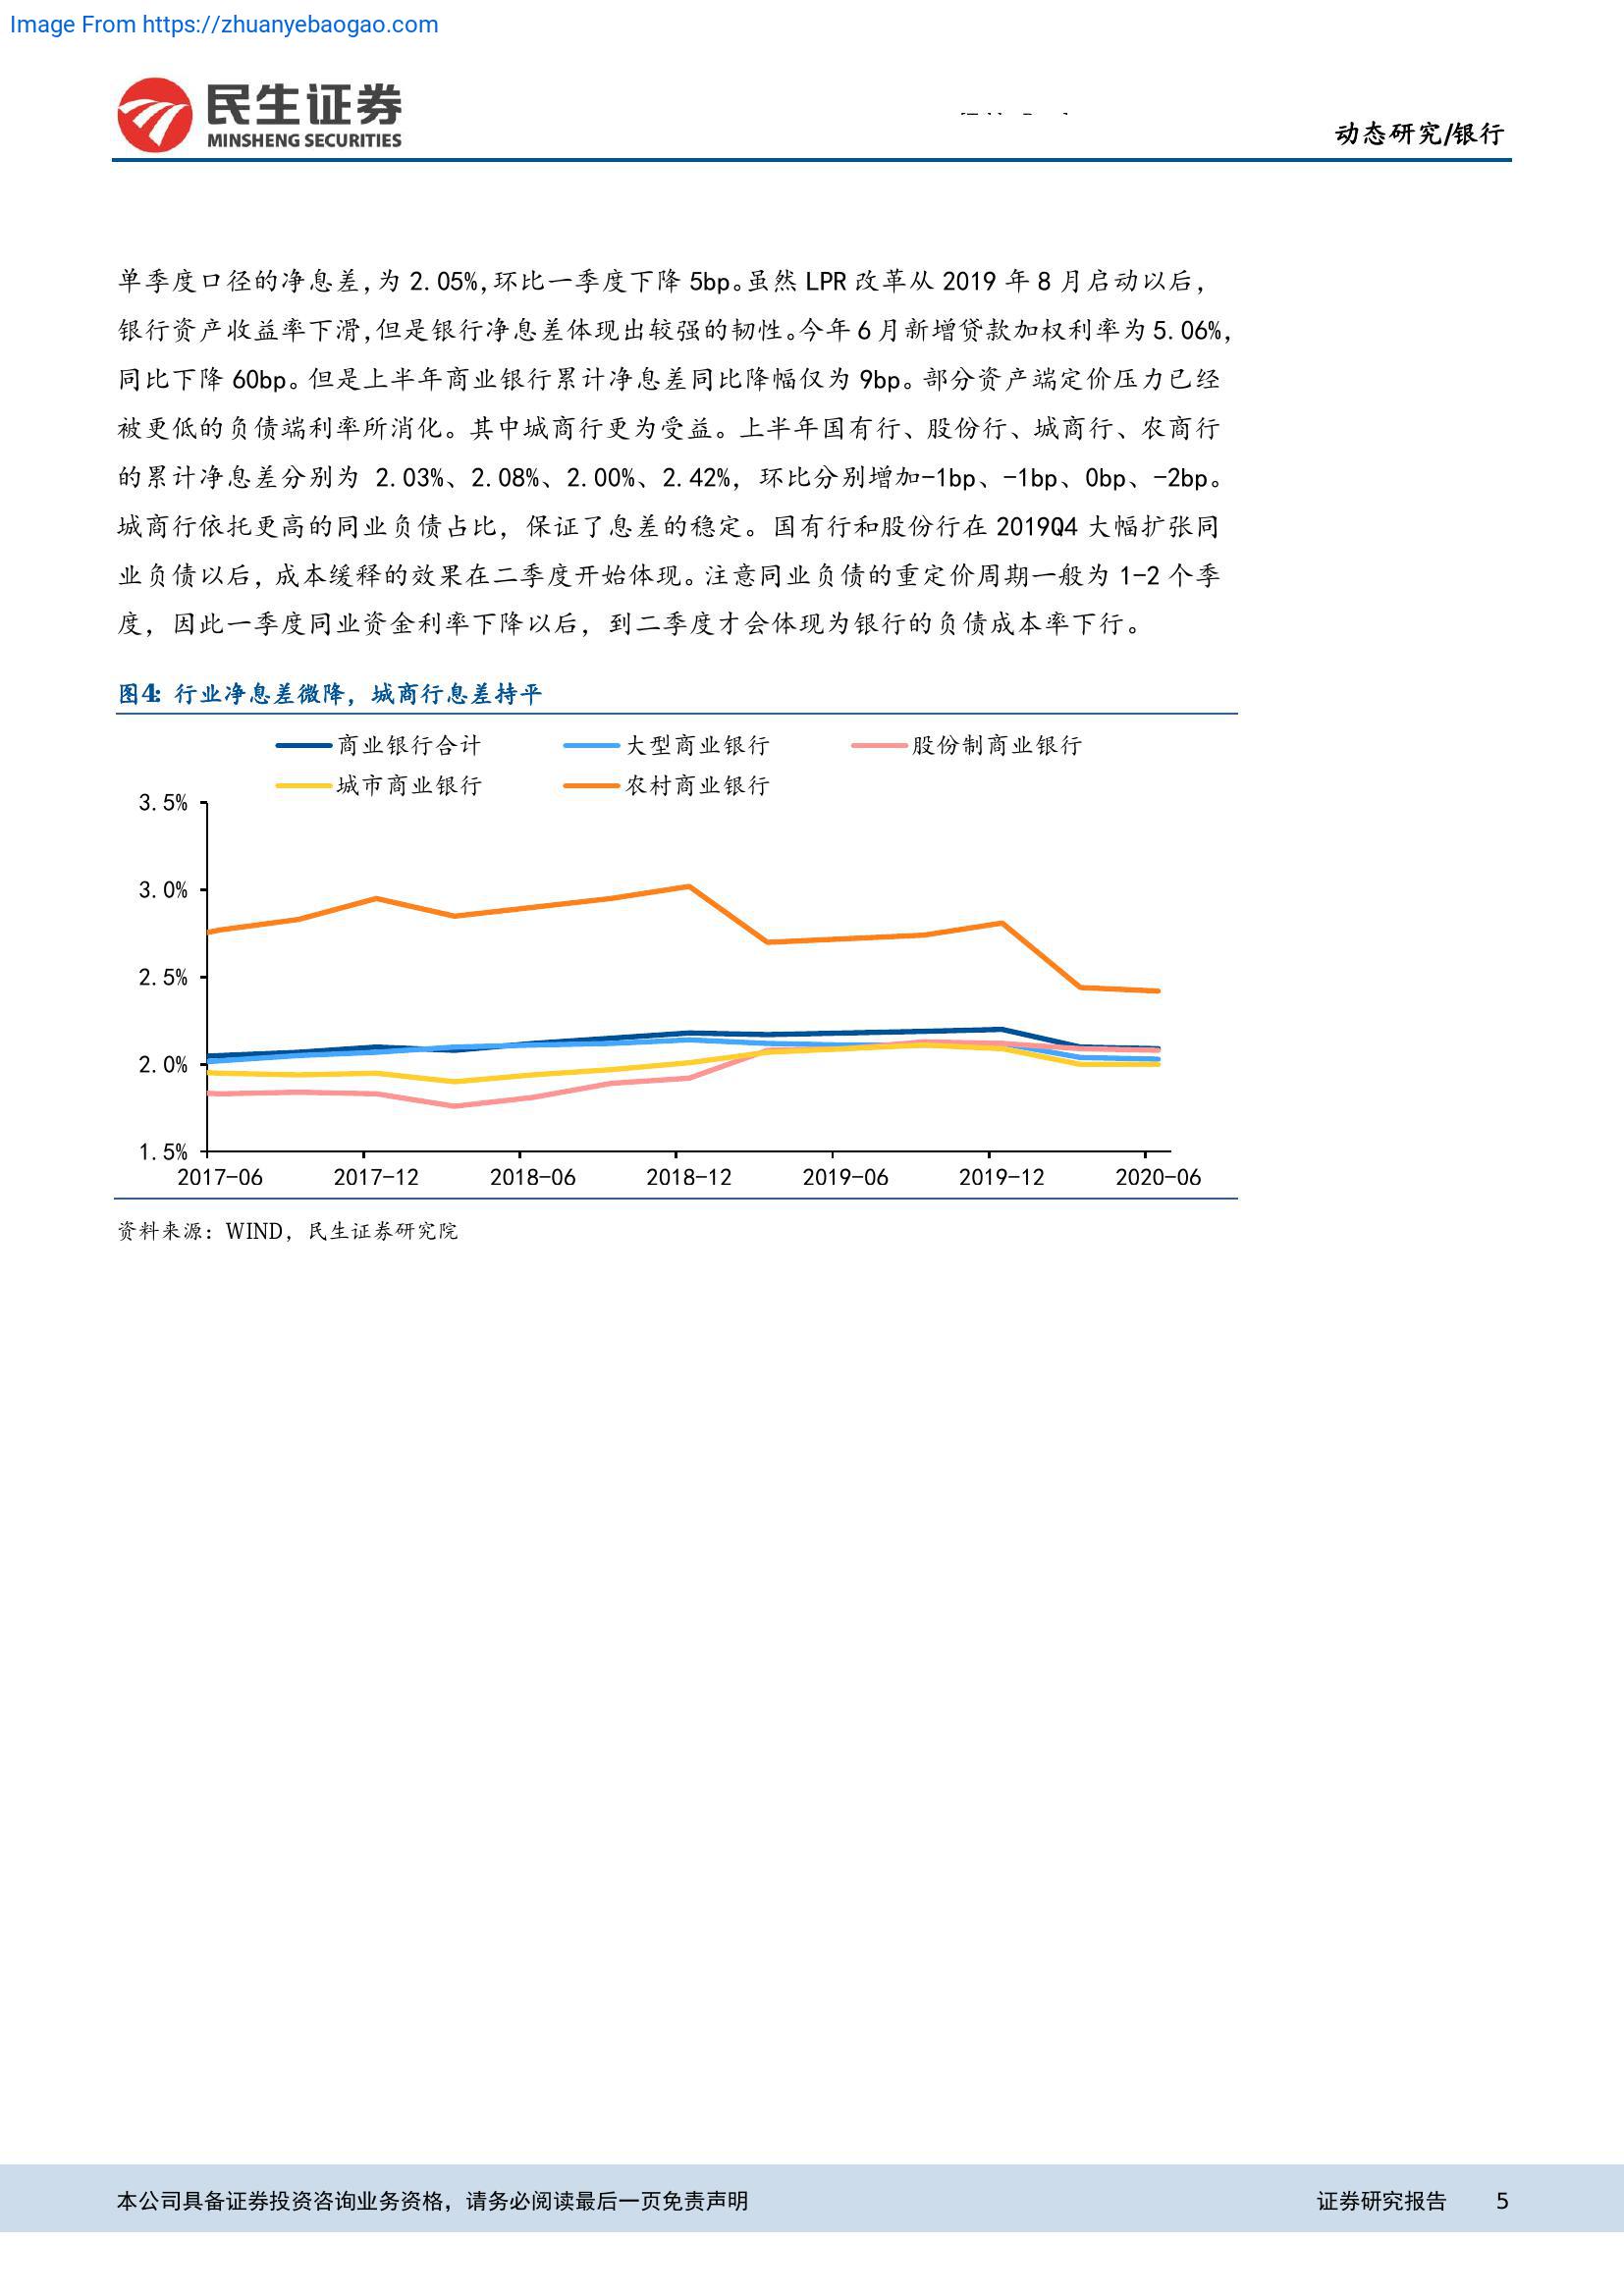 Image From https://zhuanyebaogao.com
民生证券
MINSHENG SECURITIES
动态研究/银行
单季度口径的净息差，为 2.05%，环比一季度下降 5bp。虽然 LPR 改革从 2019 年 8 月启动以后，
银行资产收益率下滑，但是银行净息差体现出较强的韧性。今年 6 月新增贷款加权利率为 5.06%，
同比下降 60bp。但是上半年商业银行累计净息差同比降幅仅为 9bp。部分资产端定价压力已经
被更低的负债端利率所消化。其中城商行更为受益。上半年国有行、股份行、城商行、农商行
的累计净息差分别为 2.03%、2.08%、2.00%、2.42%，环比分别增加-1bp、-1bp、0bp、-2bp。
城商行依托更高的同业负债占比，保证了息差的稳定。国有行和股份行在 2019Q4 大幅扩张同
业负债以后，成本缓释的效果在二季度开始体现。注意同业负债的重定价周期一般为 1-2 个季
度，因此一季度同业资金利率下降以后，到二季度才会体现为银行的负债成本率下行。
图4: 行业净息差微降，城商行息差持平
商业银行合计 大型商业银行 股份制商业银行
城市商业银行 农村商业银行
3.5%
3.0%
2.5%
2.0%
1.5%
2017-06 2017-12 2018-06 2018-12 2019-06 2019-12 2020-06
资料来源：WIND，民生证券研究院
本公司具备证券投资咨询业务资格，请务必阅读最后一页免责声明 证券研究报告 5